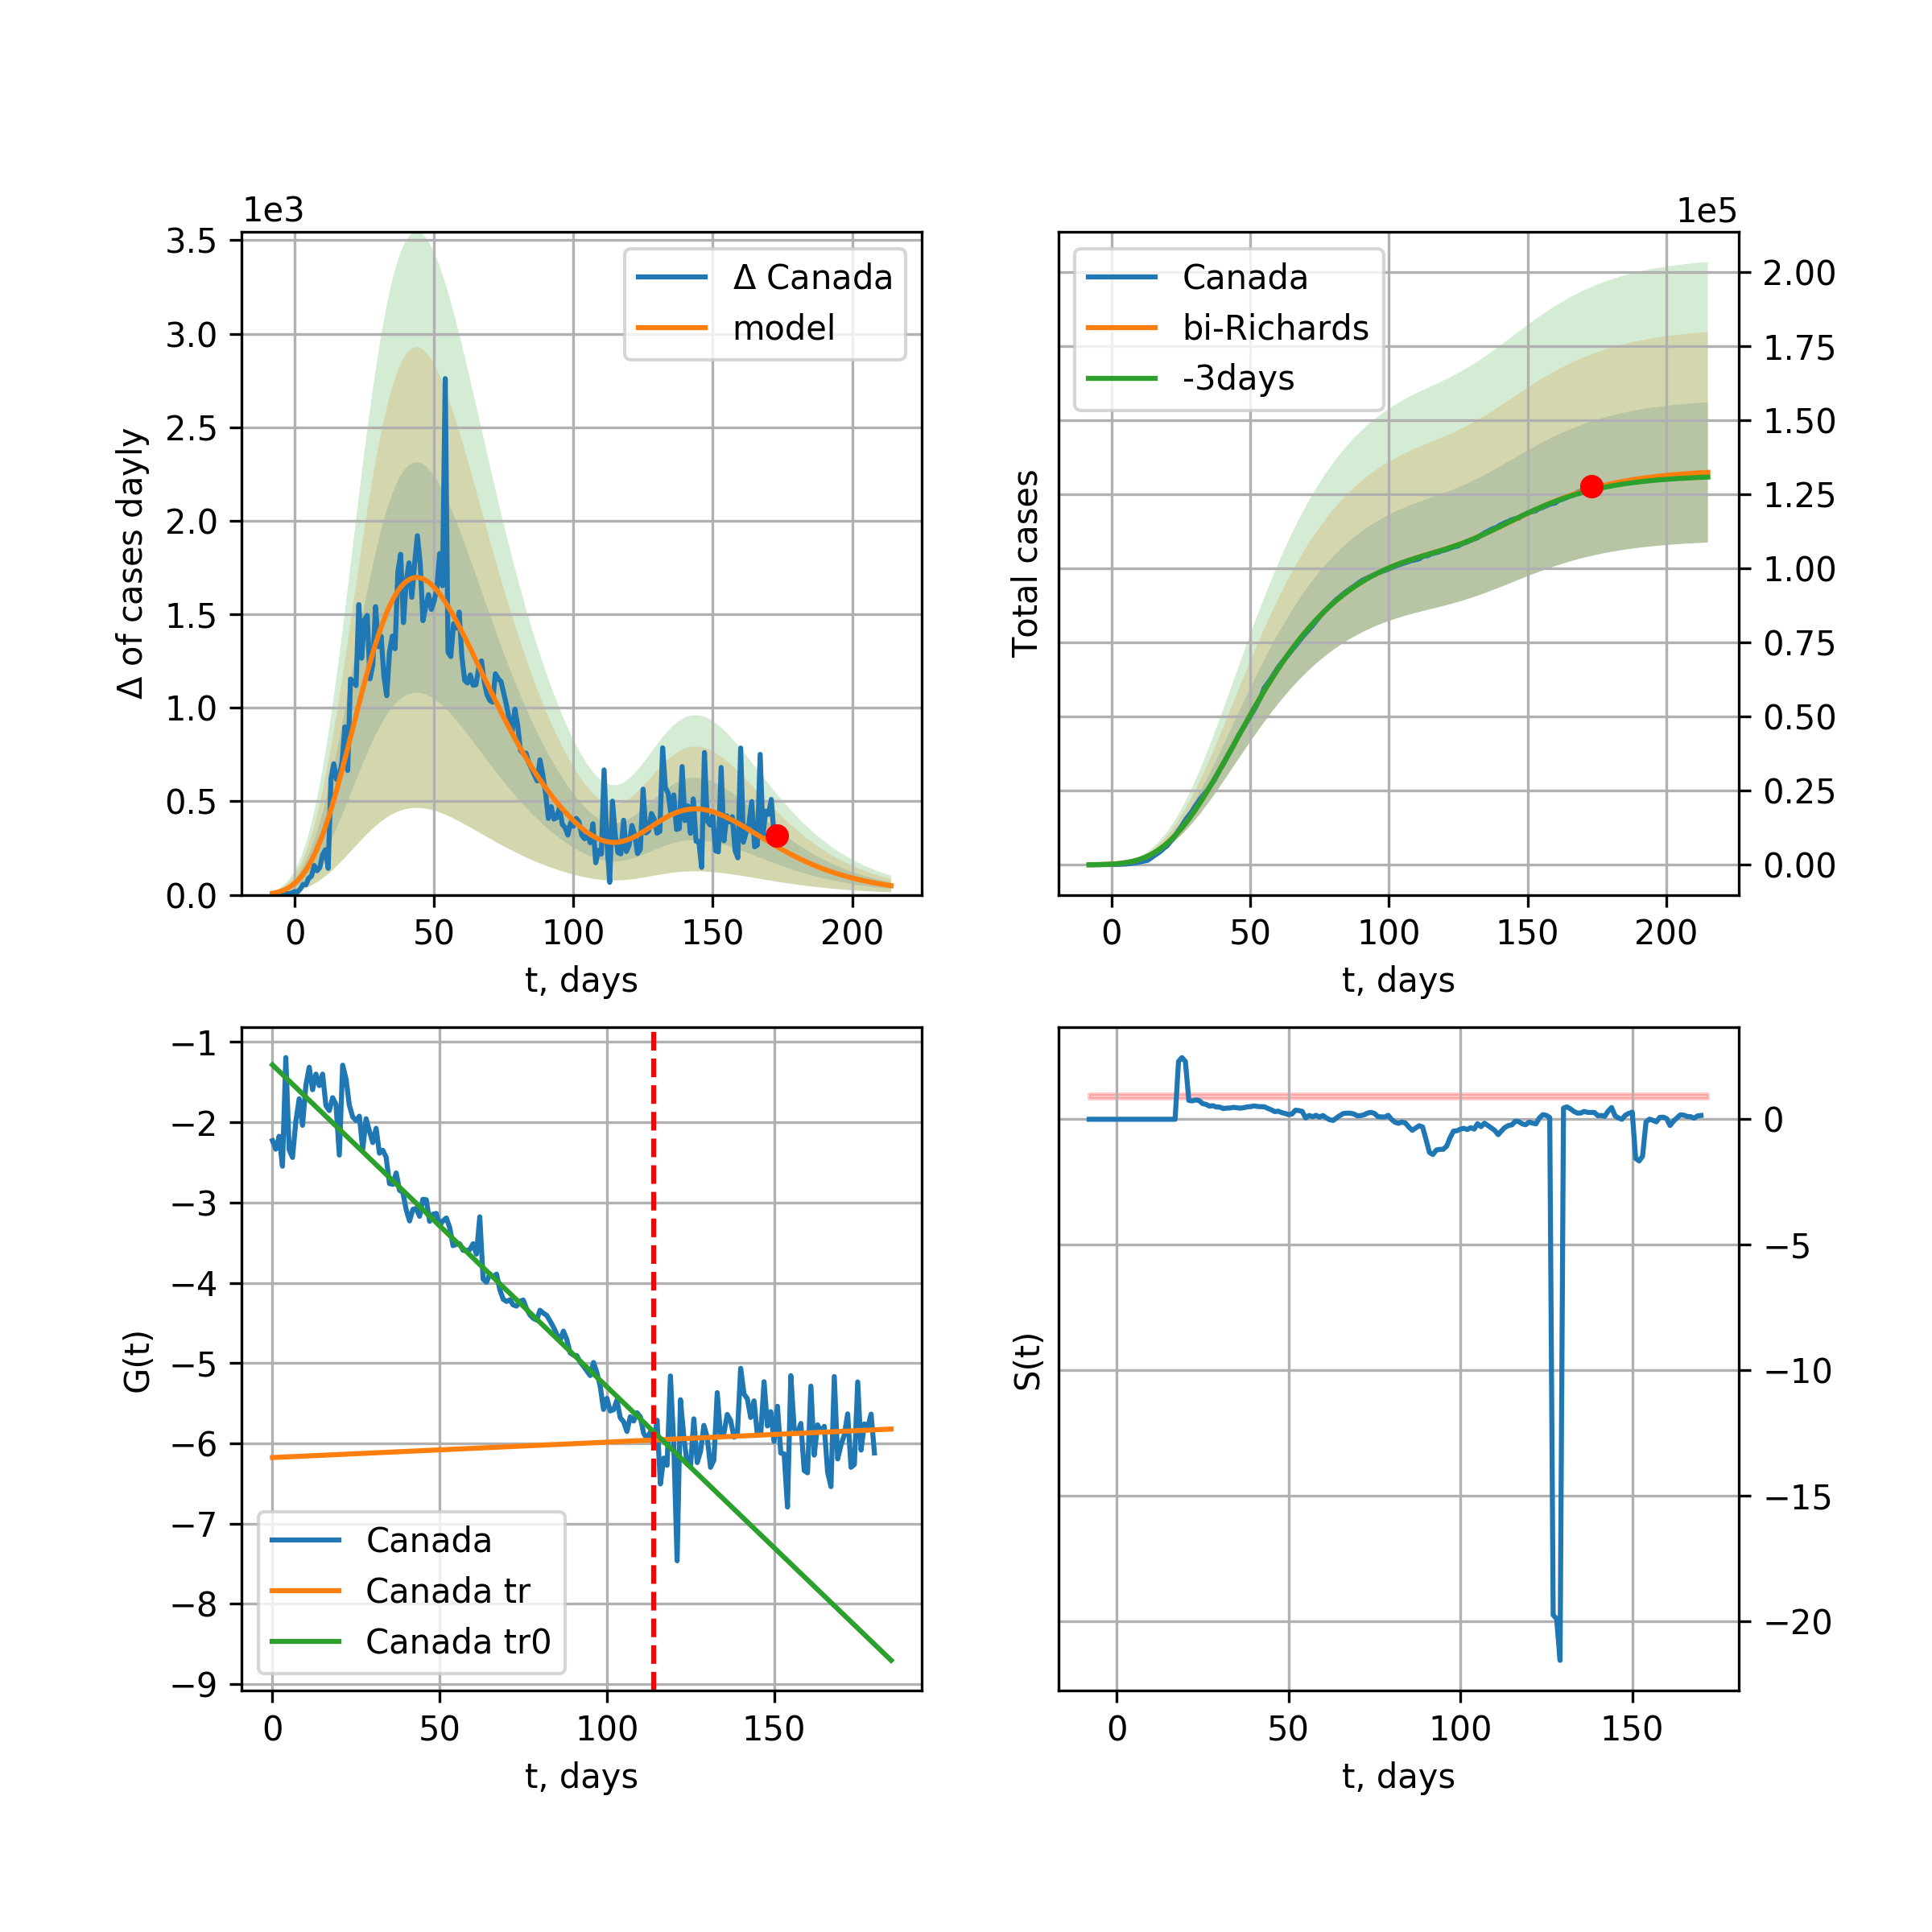 1e3
3.5
3.0
2.5
2.0
1.5
1.0
0.5
0.0
Δ of cases dayly
Δ Canada
model
0 50 100 150 200
t, days
1e5
Canada
bi-Richards
-3days
Total cases
2.00
1.75
1.50
1.25
1.00
0.75
0.50
0.25
0.00
0 50 100 150 200
t, days
−1
−2
−3
−4
−5
−6
−7
−8
−9
G(t)
Canada
Canada tr
Canada tr0
0 50 100 150
t, days
S(t)
0
−5
−10
−15
−20
0 50 100 150
t, days